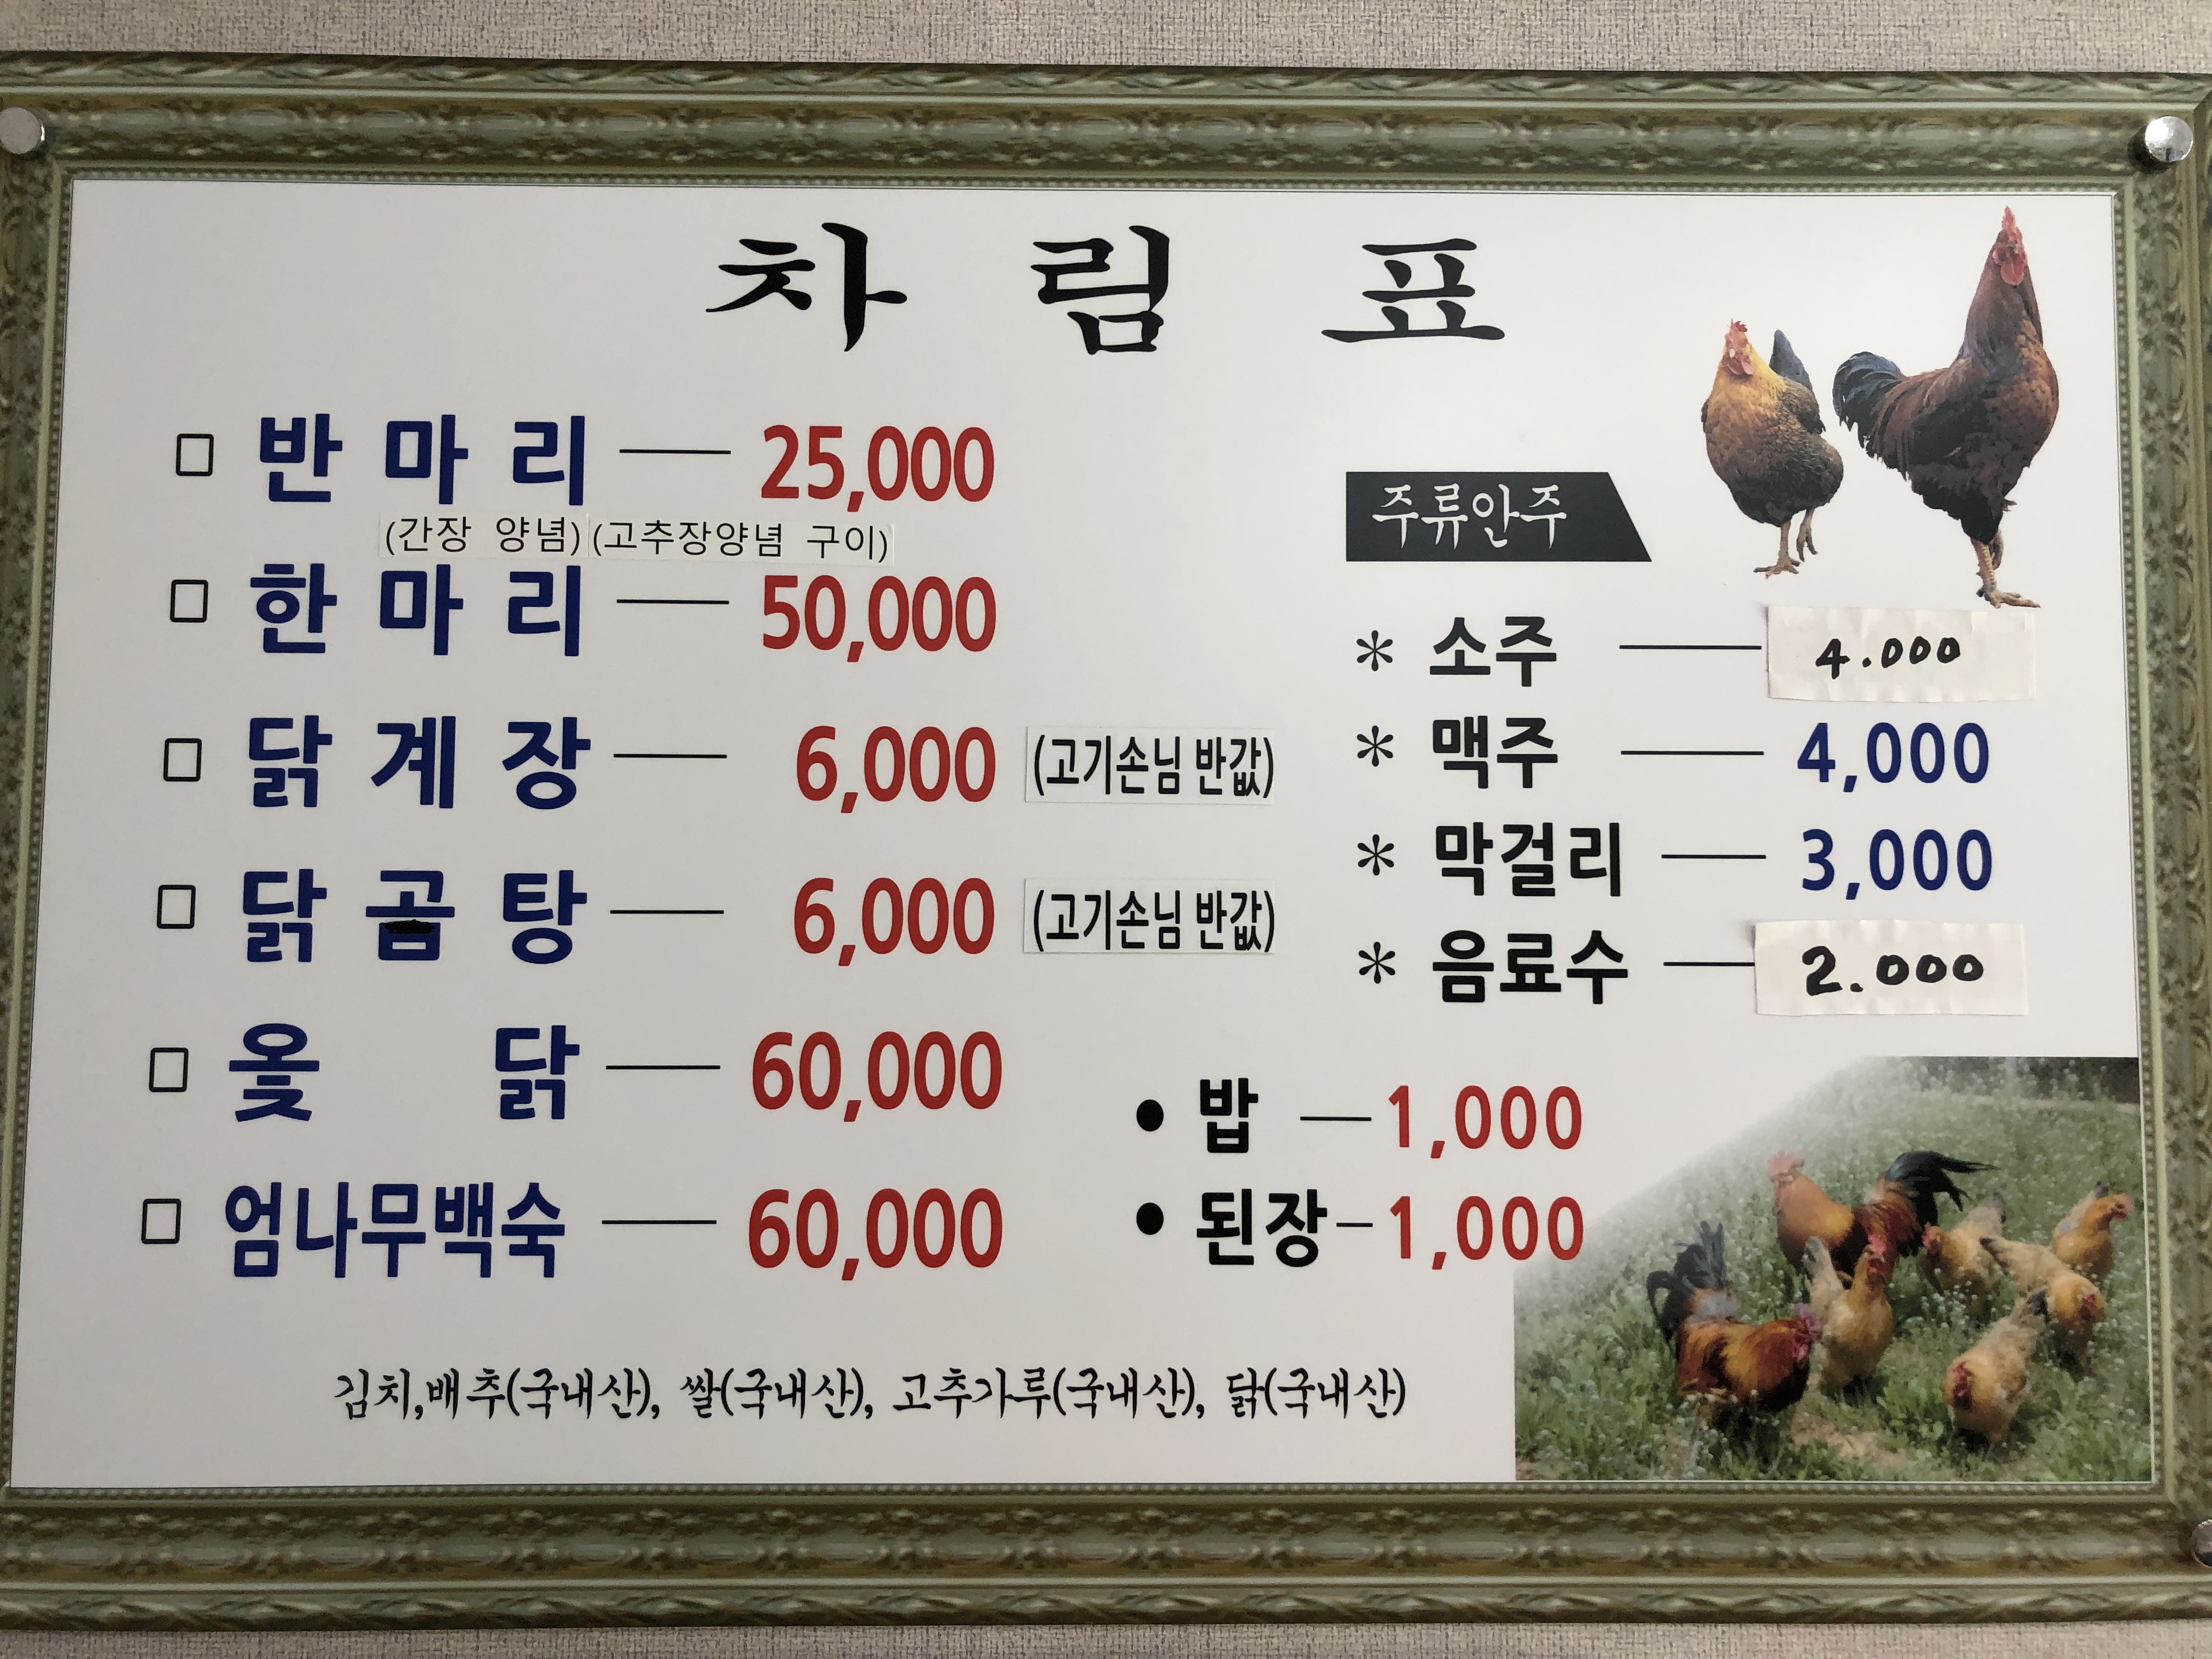 차 림 표
□ 반 마 리 — 25,000
(간장 양념) (고추장양념 구이)
□ 한 마 리 — 50,000
□ 닭 계 장 — 6,000 (고기손님 반값)
□ 닭 곰 탕 — 6,000 (고기손님 반값)
□ 옻 닭 — 60,000
□ 엄나무백숙 — 60,000
주류안주
* 소주 — 4.000
* 맥주 — 4,000
* 막걸리 — 3,000
* 음료수 — 2.000
• 밥 — 1,000
• 된장 – 1,000
김치,배추(국내산), 쌀(국내산), 고추가루(국내산), 닭(국내산)